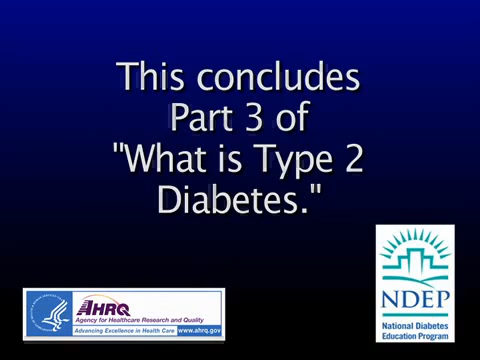 This concludes
Part 3 of
"What is Type 2
Diabetes."
AHRQ
Agency for Healthcare Research and Quality
Advancing Excellence in Health Care www.ahrq.gov
NDEP
National Diabetes
Education Program